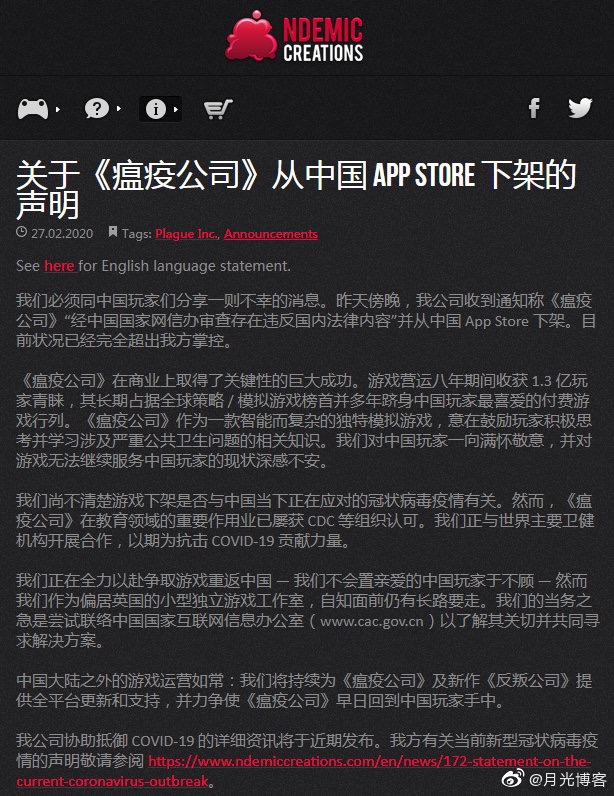 NDEMIC
CREATIONS
关于《瘟疫公司》从中国 APP STORE 下架的
声明
27.02.2020 Tags: Plague Inc., Announcements
See here for English language statement.
我们必须同中国玩家们分享一则不幸的消息。昨天傍晚，我公司收到通知称《瘟疫
公司》“经中国国家网信办审查存在违反国内法律内容”并从中国 App Store 下架。目
前状况已经完全超出我方掌控。
《瘟疫公司》在商业上取得了关键性的巨大成功。游戏营运八年期间收获 1.3 亿玩
家青睐，其长期占据全球策略 / 模拟游戏榜首并多年跻身中国玩家最喜爱的付费游
戏行列。《瘟疫公司》作为一款智能而复杂的独特模拟游戏，意在鼓励玩家积极思
考并学习涉及严重公共卫生问题的相关知识。我们对中国玩家一向满怀敬意，并对
游戏无法继续服务中国玩家的现状深感不安。
我们尚不清楚游戏下架是否与中国当下正在应对的冠状病毒疫情有关。然而，《瘟
疫公司》在教育领域的重要作用业已屡获 CDC 等组织认可。我们正与世界主要卫健
机构开展合作，以期为抗击 COVID-19 贡献力量。
我们正在全力以赴争取游戏重返中国 — 我们不会置亲爱的中国玩家于不顾 — 然而
我们作为偏居英国的小型独立游戏工作室，自知面前仍有长路要走。我们的当务之
急是尝试联络中国国家互联网信息办公室（www.cac.gov.cn）以了解其关切并共同寻
求解决方案。
中国大陆之外的游戏运营如常：我们将持续为《瘟疫公司》及新作《反叛公司》提
供全平台更新和支持，并力争使《瘟疫公司》早日回到中国玩家手中。
我公司协助抵御 COVID-19 的详细资讯将于近期发布。我方有关当前新型冠状病毒疫
情的声明敬请参阅 https://www.ndemiccreations.com/en/news/172-statement-on-the-
current-coronavirus-outbreak。
@月光博客